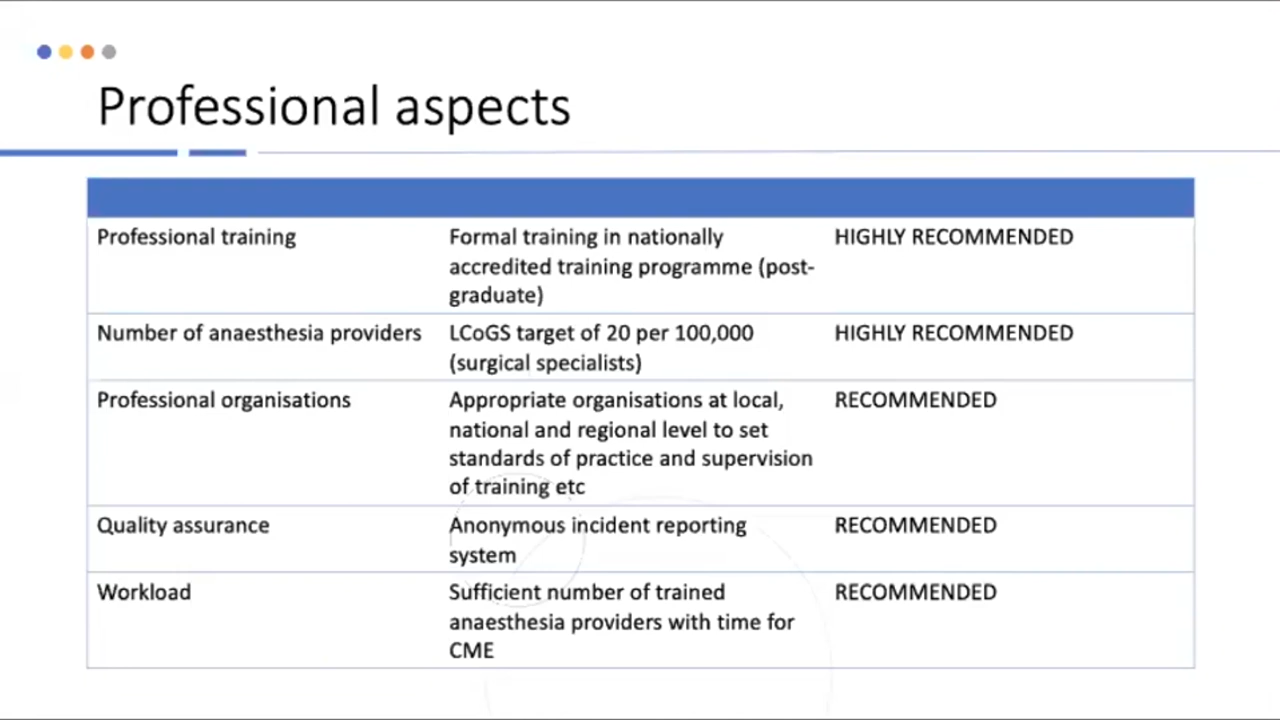 Professional aspects
Professional training
Formal training in nationally
accredited training programme (post-
graduate)
HIGHLY RECOMMENDED
Number of anaesthesia providers
LCoGS target of 20 per 100,000
(surgical specialists)
HIGHLY RECOMMENDED
Professional organisations
Appropriate organisations at local,
national and regional level to set
standards of practice and supervision
of training etc
RECOMMENDED
Quality assurance
Anonymous incident reporting
system
RECOMMENDED
Workload
Sufficient number of trained
anaesthesia providers with time for
CME
RECOMMENDED